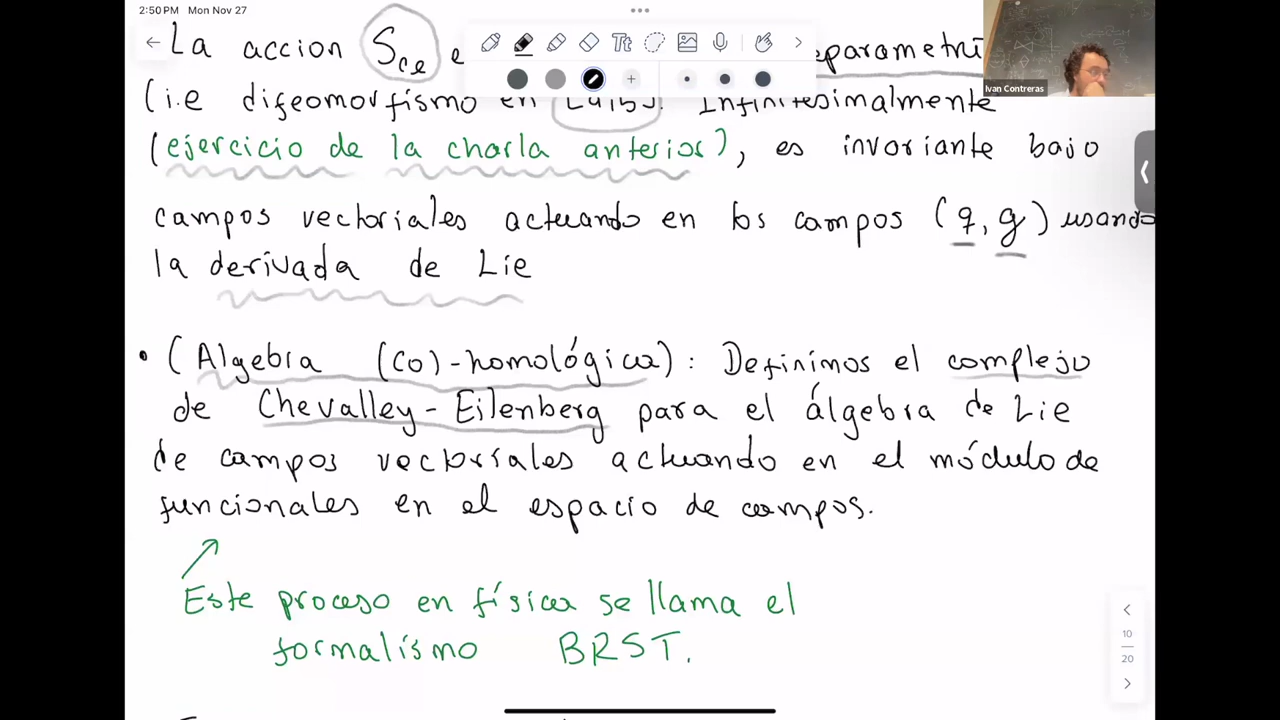 2:50 PM Mon Nov 27
La accion S_ce e
eparametri
Ivan Contreras
(i.e difeomorfismo en Infinitesimalmente
(ejercicio de la charla anterior), es invariante bajo
campos vectoriales actuando en los campos (q, g) usando
la derivada de Lie
• (Algebra (co)-homológica): Definimos el complejo
de Chevalley-Eilenberg para el álgebra de Lie
de campos vectoriales actuando en el módulo de
funcionales en el espacio de campos.
Este proceso en física se llama el
formalismo BRST.
10
20